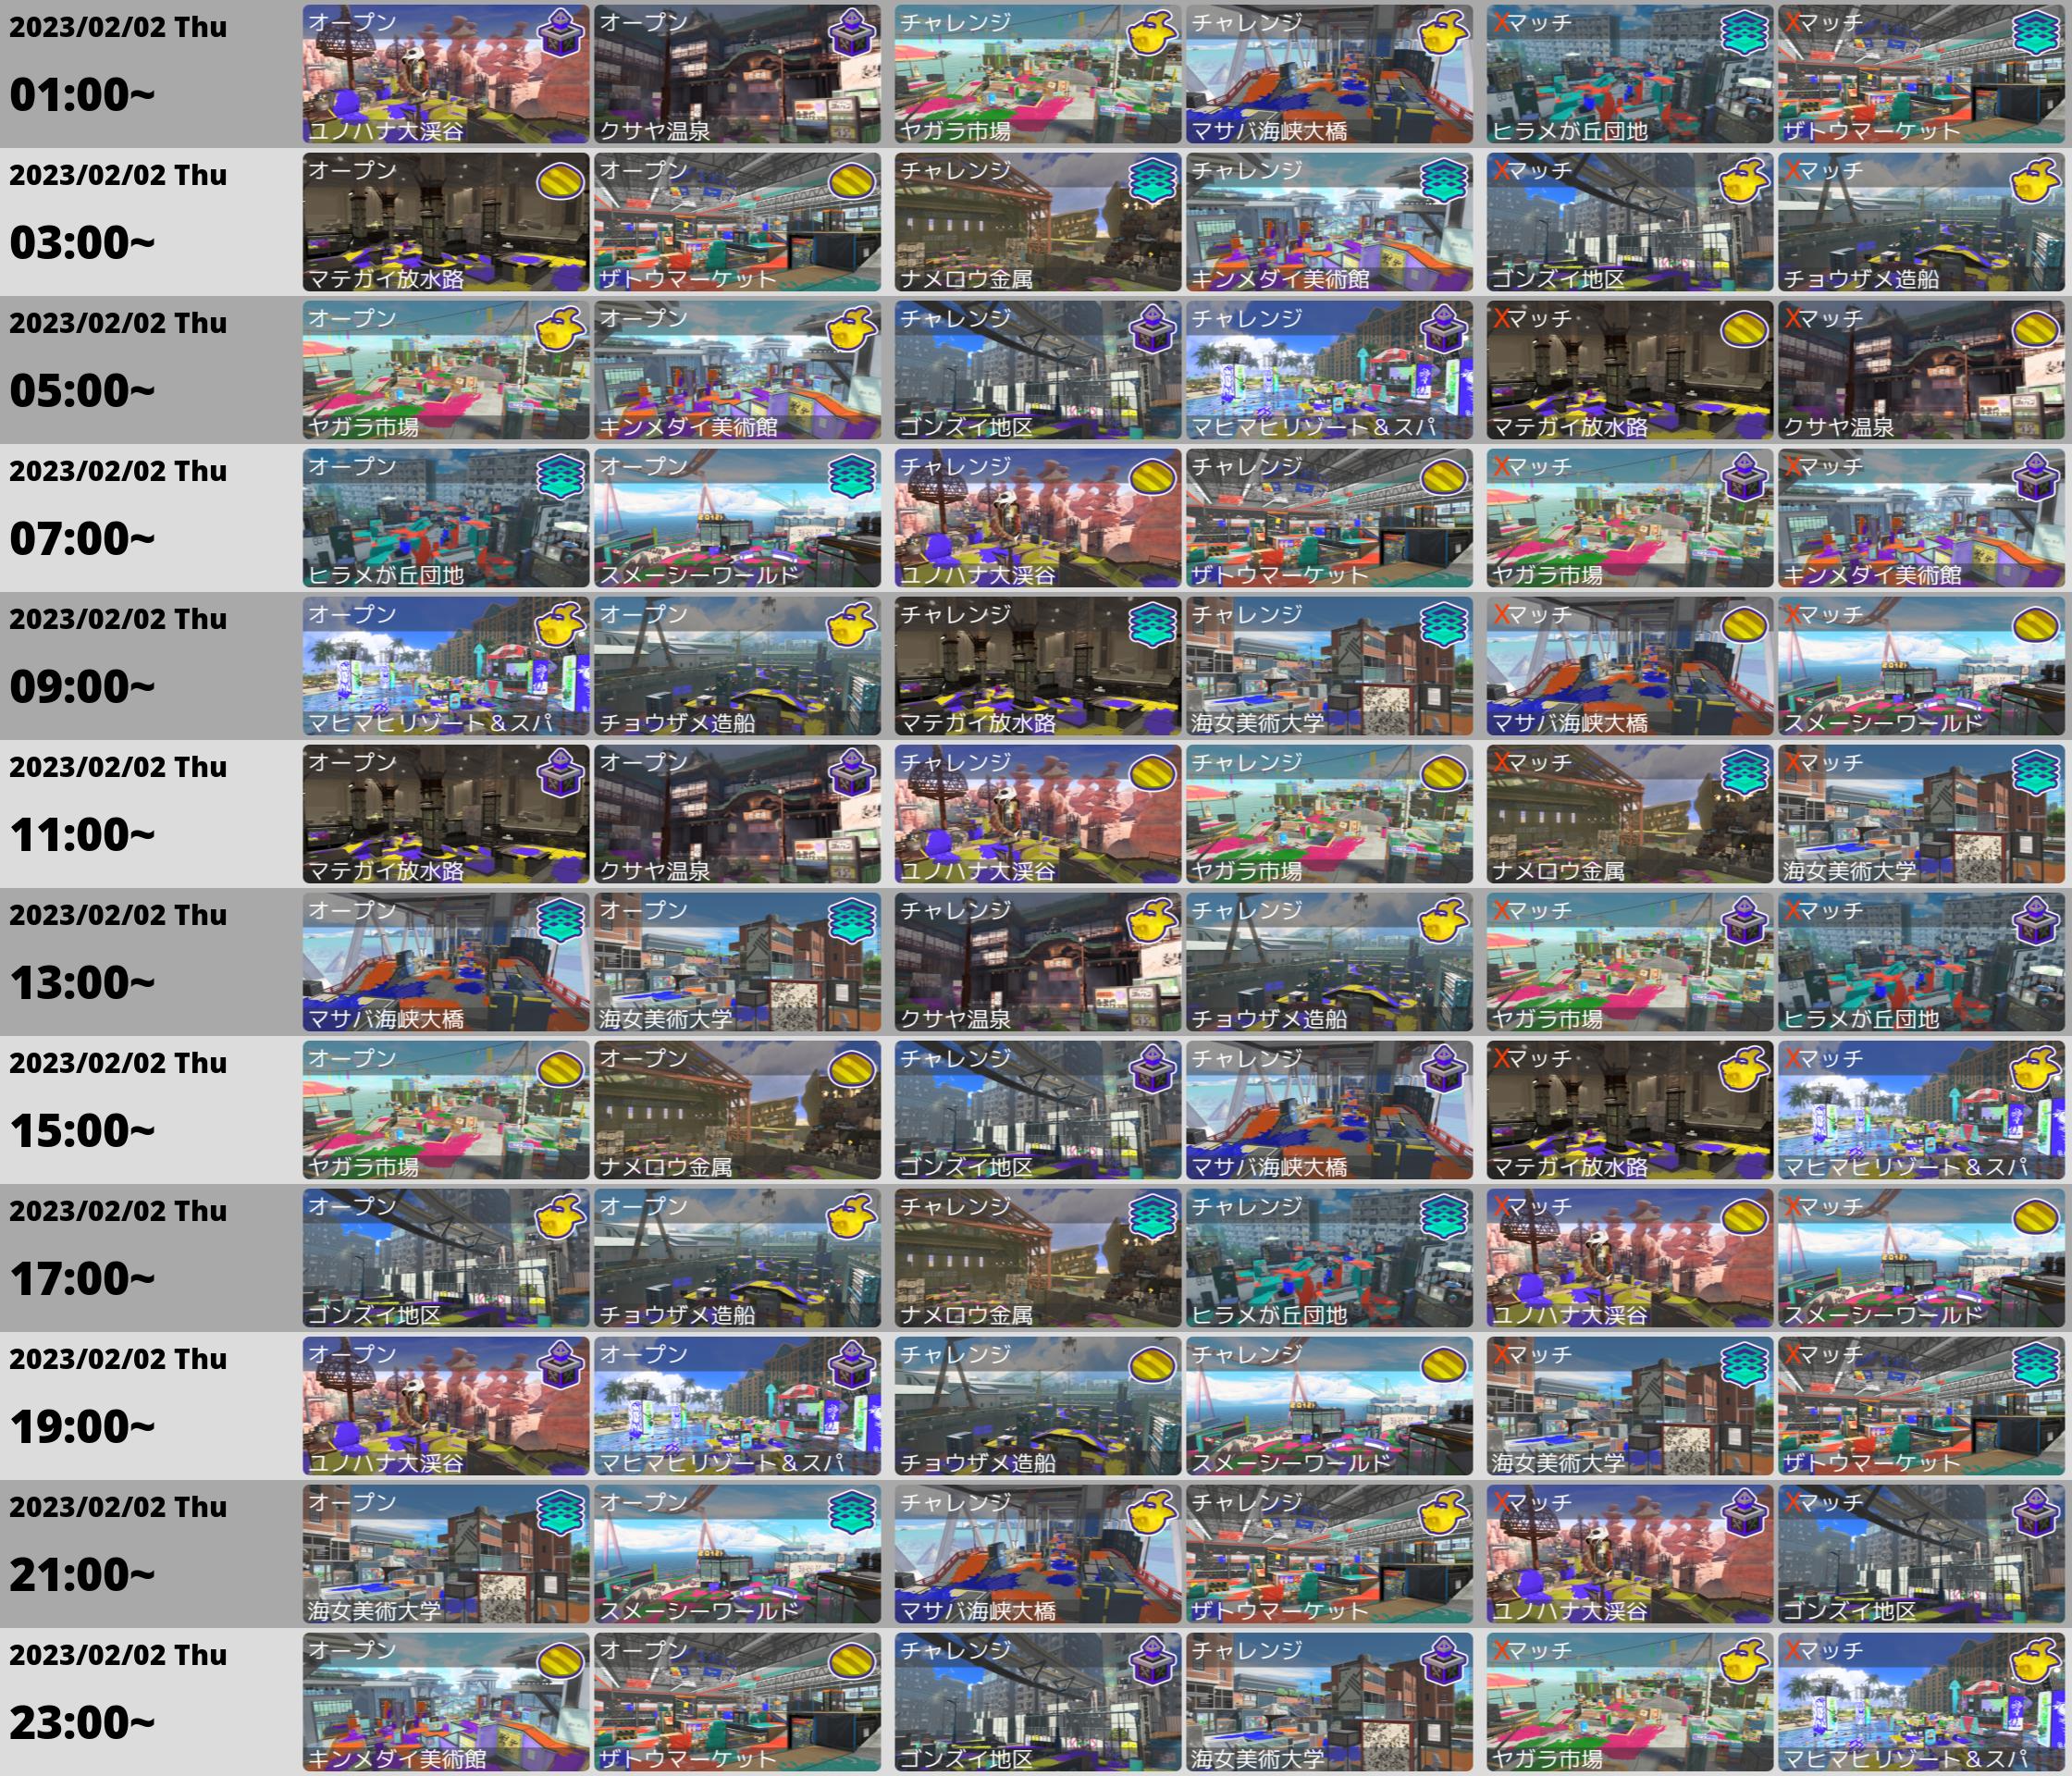 2023/02/02 Thu
01:00~
オープン オープン チャレンジ チャレンジ Xマッチ Xマッチ
ユノハナ大渓谷 クサヤ温泉 ヤガラ市場 マサバ海峡大橋 ヒラメが丘団地 ザトウマーケット
2023/02/02 Thu
03:00~
オープン オープン チャレンジ チャレンジ Xマッチ Xマッチ
マテガイ放水路 ザトウマーケット ナメロウ金属 キンメダイ美術館 ゴンズイ地区 チョウザメ造船
2023/02/02 Thu
05:00~
オープン オープン チャレンジ チャレンジ Xマッチ Xマッチ
ヤガラ市場 キンメダイ美術館 ゴンズイ地区 マヒマヒリゾート&スパ マテガイ放水路 クサヤ温泉
2023/02/02 Thu
07:00~
オープン オープン チャレンジ チャレンジ Xマッチ Xマッチ
ヒラメが丘団地 スメーシーワールド ユノハナ大渓谷 ザトウマーケット ヤガラ市場 キンメダイ美術館
2023/02/02 Thu
09:00~
オープン オープン チャレンジ チャレンジ Xマッチ Xマッチ
マヒマヒリゾート&スパ チョウザメ造船 マテガイ放水路 海女美術大学 マサバ海峡大橋 スメーシーワールド
2023/02/02 Thu
11:00~
オープン オープン チャレンジ チャレンジ Xマッチ Xマッチ
マテガイ放水路 クサヤ温泉 ユノハナ大渓谷 ヤガラ市場 ナメロウ金属 海女美術大学
2023/02/02 Thu
13:00~
オープン オープン チャレンジ チャレンジ Xマッチ Xマッチ
マサバ海峡大橋 海女美術大学 クサヤ温泉 チョウザメ造船 ヤガラ市場 ヒラメが丘団地
2023/02/02 Thu
15:00~
オープン オープン チャレンジ チャレンジ Xマッチ Xマッチ
ヤガラ市場 ナメロウ金属 ゴンズイ地区 マサバ海峡大橋 マテガイ放水路 マヒマヒリゾート&スパ
2023/02/02 Thu
17:00~
オープン オープン チャレンジ チャレンジ Xマッチ Xマッチ
ゴンズイ地区 チョウザメ造船 ナメロウ金属 ヒラメが丘団地 ユノハナ大渓谷 スメーシーワールド
2023/02/02 Thu
19:00~
オープン オープン チャレンジ チャレンジ Xマッチ Xマッチ
ユノハナ大渓谷 マヒマヒリゾート&スパ チョウザメ造船 スメーシーワールド 海女美術大学 ザトウマーケット
2023/02/02 Thu
21:00~
オープン オープン チャレンジ チャレンジ Xマッチ Xマッチ
海女美術大学 スメーシーワールド マサバ海峡大橋 ザトウマーケット ユノハナ大渓谷 ゴンズイ地区
2023/02/02 Thu
23:00~
オープン オープン チャレンジ チャレンジ Xマッチ Xマッチ
キンメダイ美術館 ザトウマーケット ゴンズイ地区 海女美術大学 ヤガラ市場 マヒマヒリゾート&スパ